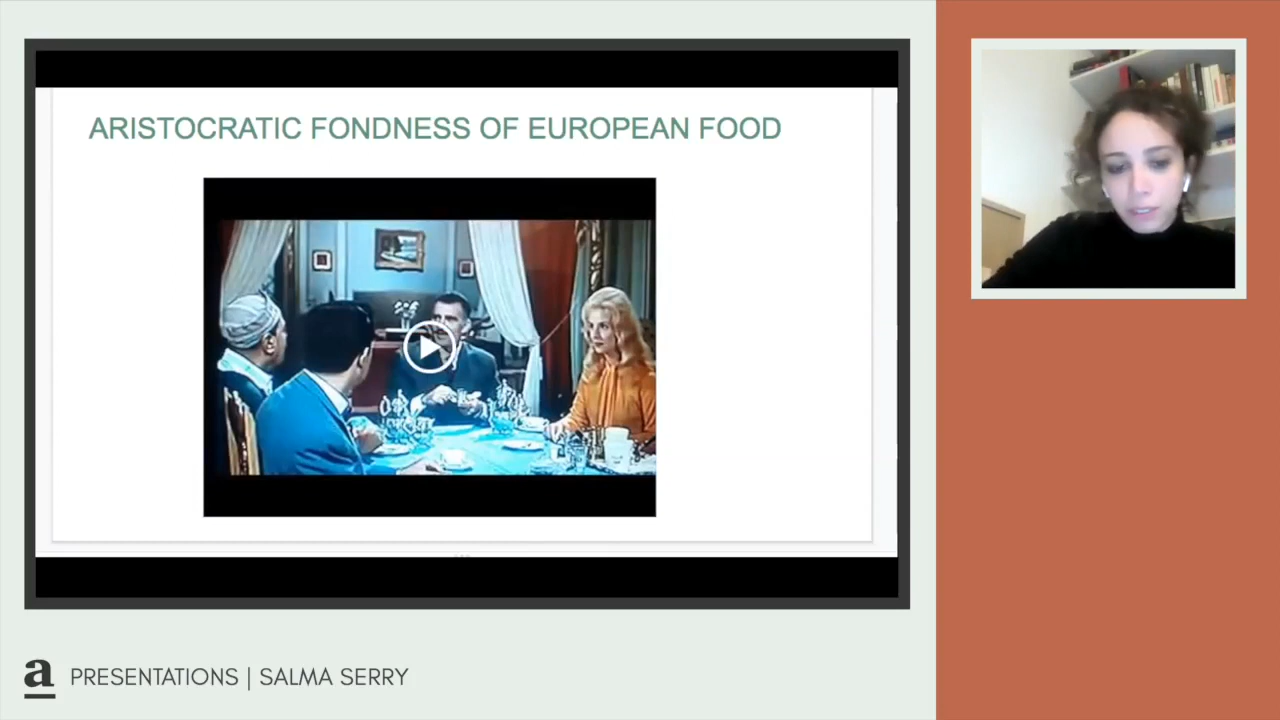 ARISTOCRATIC FONDNESS OF EUROPEAN FOOD
a PRESENTATIONS | SALMA SERRY